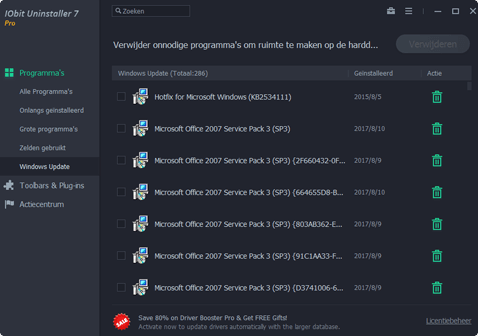 IObit Uninstaller 7
Pro
Zoeken
Verwijder onnodige programma's om ruimte te maken op de hardd...
Verwijderen
Programma's
Alle Programma's
Onlangs geïnstalleerd
Grote programma's
Zelden gebruikt
Windows Update
Toolbars & Plug-ins
Actiecentrum
Windows Update (Totaal:286)
Geïnstalleerd
Actie
Hotfix for Microsoft Windows (KB2534111)
2015/8/5
Microsoft Office 2007 Service Pack 3 (SP3)
2017/8/10
Microsoft Office 2007 Service Pack 3 (SP3) {2F660432-0F...
2017/8/9
Microsoft Office 2007 Service Pack 3 (SP3) {664655D8-B...
2017/8/10
Microsoft Office 2007 Service Pack 3 (SP3) {803AB362-E...
2017/8/9
Microsoft Office 2007 Service Pack 3 (SP3) {91C1AA33-F...
2017/8/9
Microsoft Office 2007 Service Pack 3 (SP3) {D3741006-6...
2017/8/9
SALE
Save 80% on Driver Booster Pro & Get FREE Gifts!
Activate now to update drivers automatically with the larger database.
Licentiebeheer